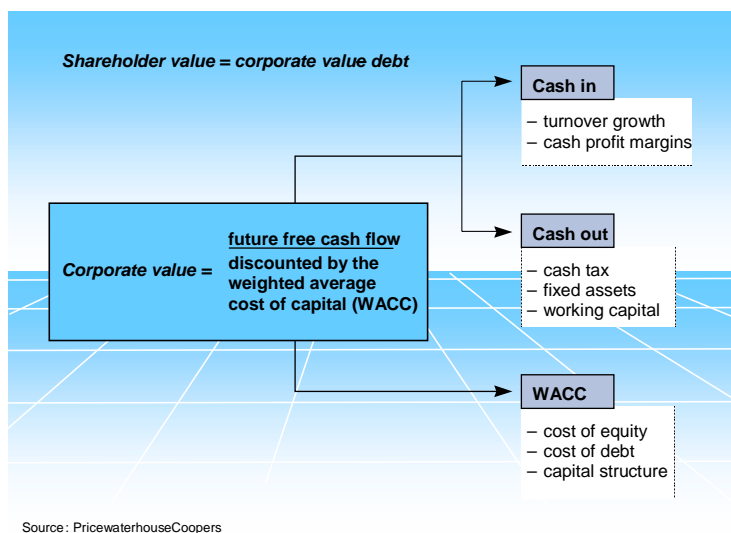 Shareholder value = corporate value debt
Cash in
– turnover growth
– cash profit margins
Corporate value =
future free cash flow
discounted by the
weighted average
cost of capital (WACC)
Cash out
– cash tax
– fixed assets
– working capital
WACC
– cost of equity
– cost of debt
– capital structure
Source: PricewaterhouseCoopers